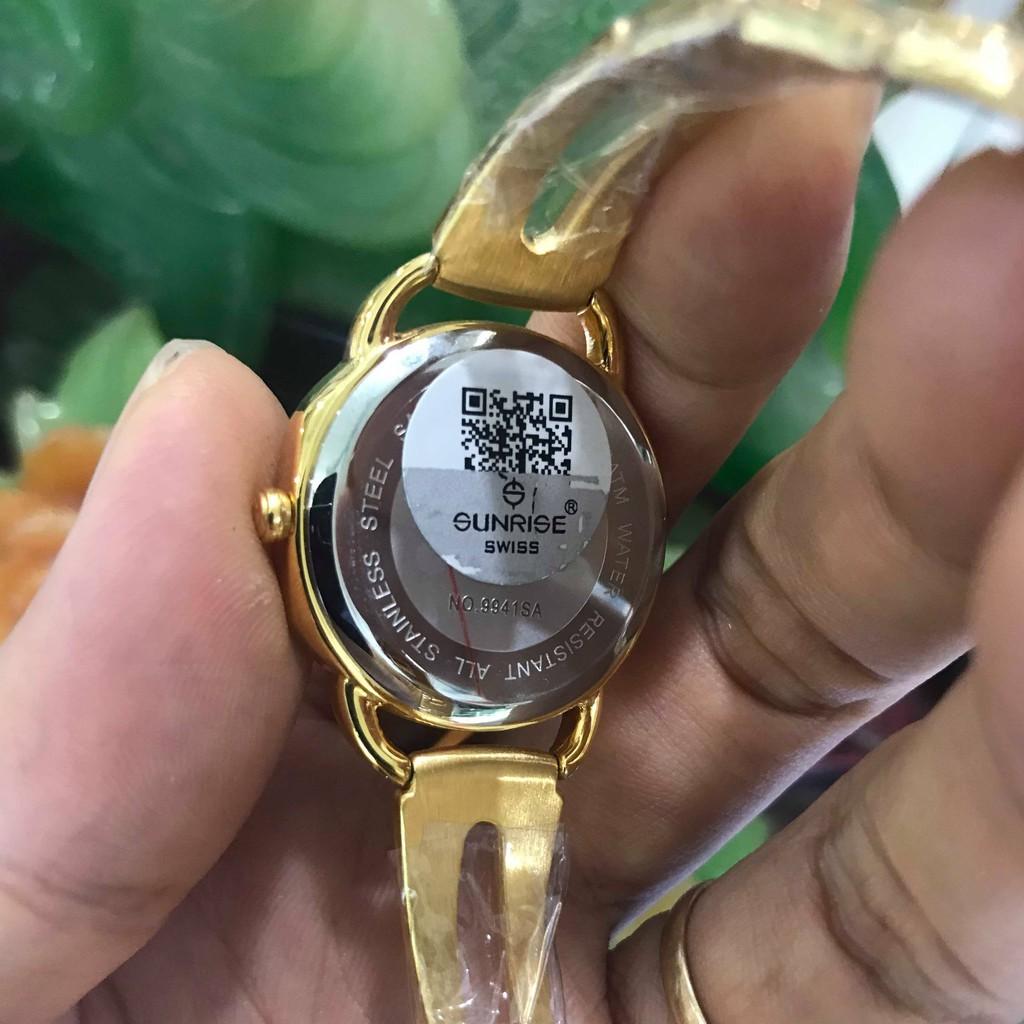 SUNRISE®
SWISS
NO.9941SA
ATM WATER RESISTANT ALL STAINLESS STEEL